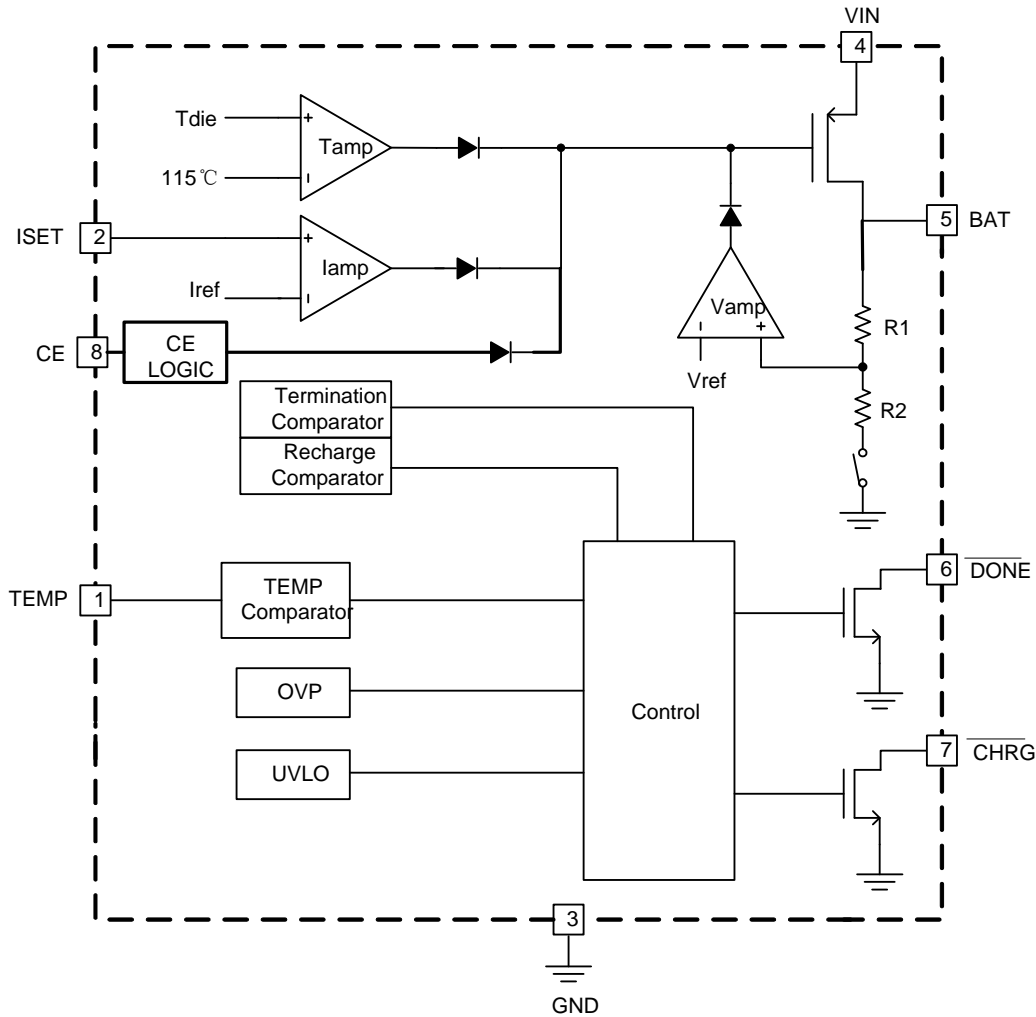 VIN
4
Tdie
+
Tamp
115℃
-
ISET
2
+
Iamp
Iref
-
5
BAT
Vamp
-
+
Vref
R1
CE
8
CE
LOGIC
R2
Termination
Comparator
Recharge
Comparator
TEMP
1
TEMP
Comparator
6
DONE
OVP
Control
UVLO
7
CHRG
3
GND